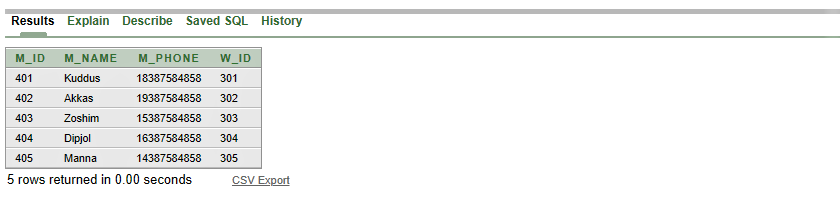 Results Explain Describe Saved SQL History
M_ID M_NAME M_PHONE W_ID
401 Kuddus 18387584858 301
402 Akkas 19387584858 302
403 Zoshim 15387584858 303
404 Dipjol 16387584858 304
405 Manna 14387584858 305
5 rows returned in 0.00 seconds CSV Export